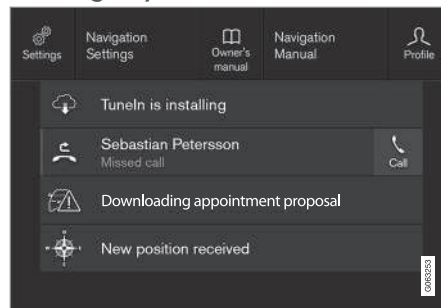 Settings
Navigation
Settings
Owner's
manual
Navigation
Manual
Profile
TuneIn is installing
Sebastian Petersson
Missed call
Call
Downloading appointment proposal
New position received
G063253